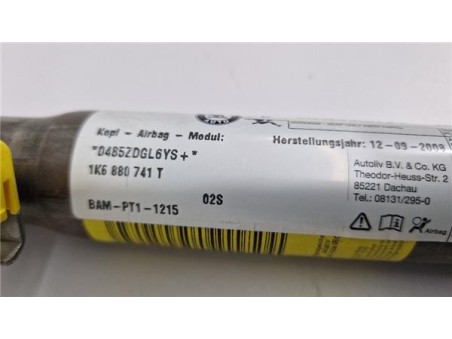 Kopf - Airbag - Modul:
*0485ZDGL6YS+*
1K6 880 741 T
BAM-PT1-1215 02S
Herstellungsjahr: 12-09-2008
Autoliv B.V. & Co. KG
Theodor-Heuss-Str. 2
85221 Dachau
Tel.: 08131/295-0
Airbag